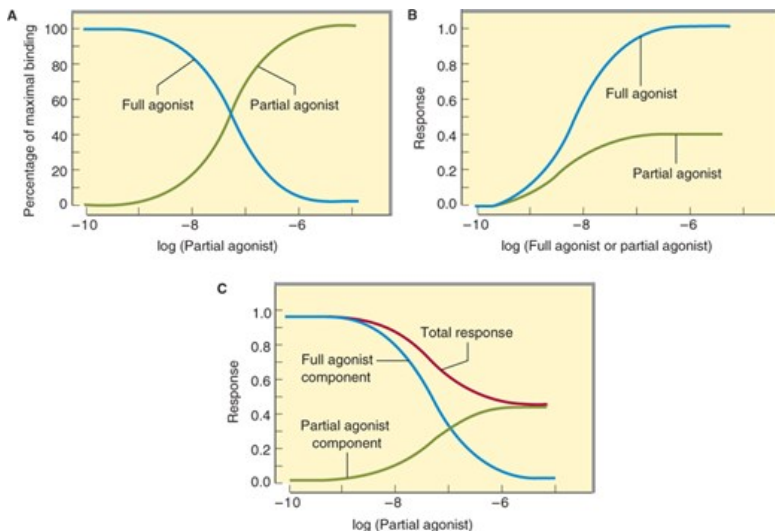 A
100
80
60
40
20
0
Percentage of maximal binding
Full agonist
Partial agonist
−10
−8
−6
log (Partial agonist)
B
1.0
0.8
0.6
0.4
0.2
0.0
Response
Full agonist
Partial agonist
−10
−8
−6
log (Full agonist or partial agonist)
C
1.0
0.8
0.6
0.4
0.2
0.0
Response
Total response
Full agonist
component
Partial agonist
component
−10
−8
−6
log (Partial agonist)